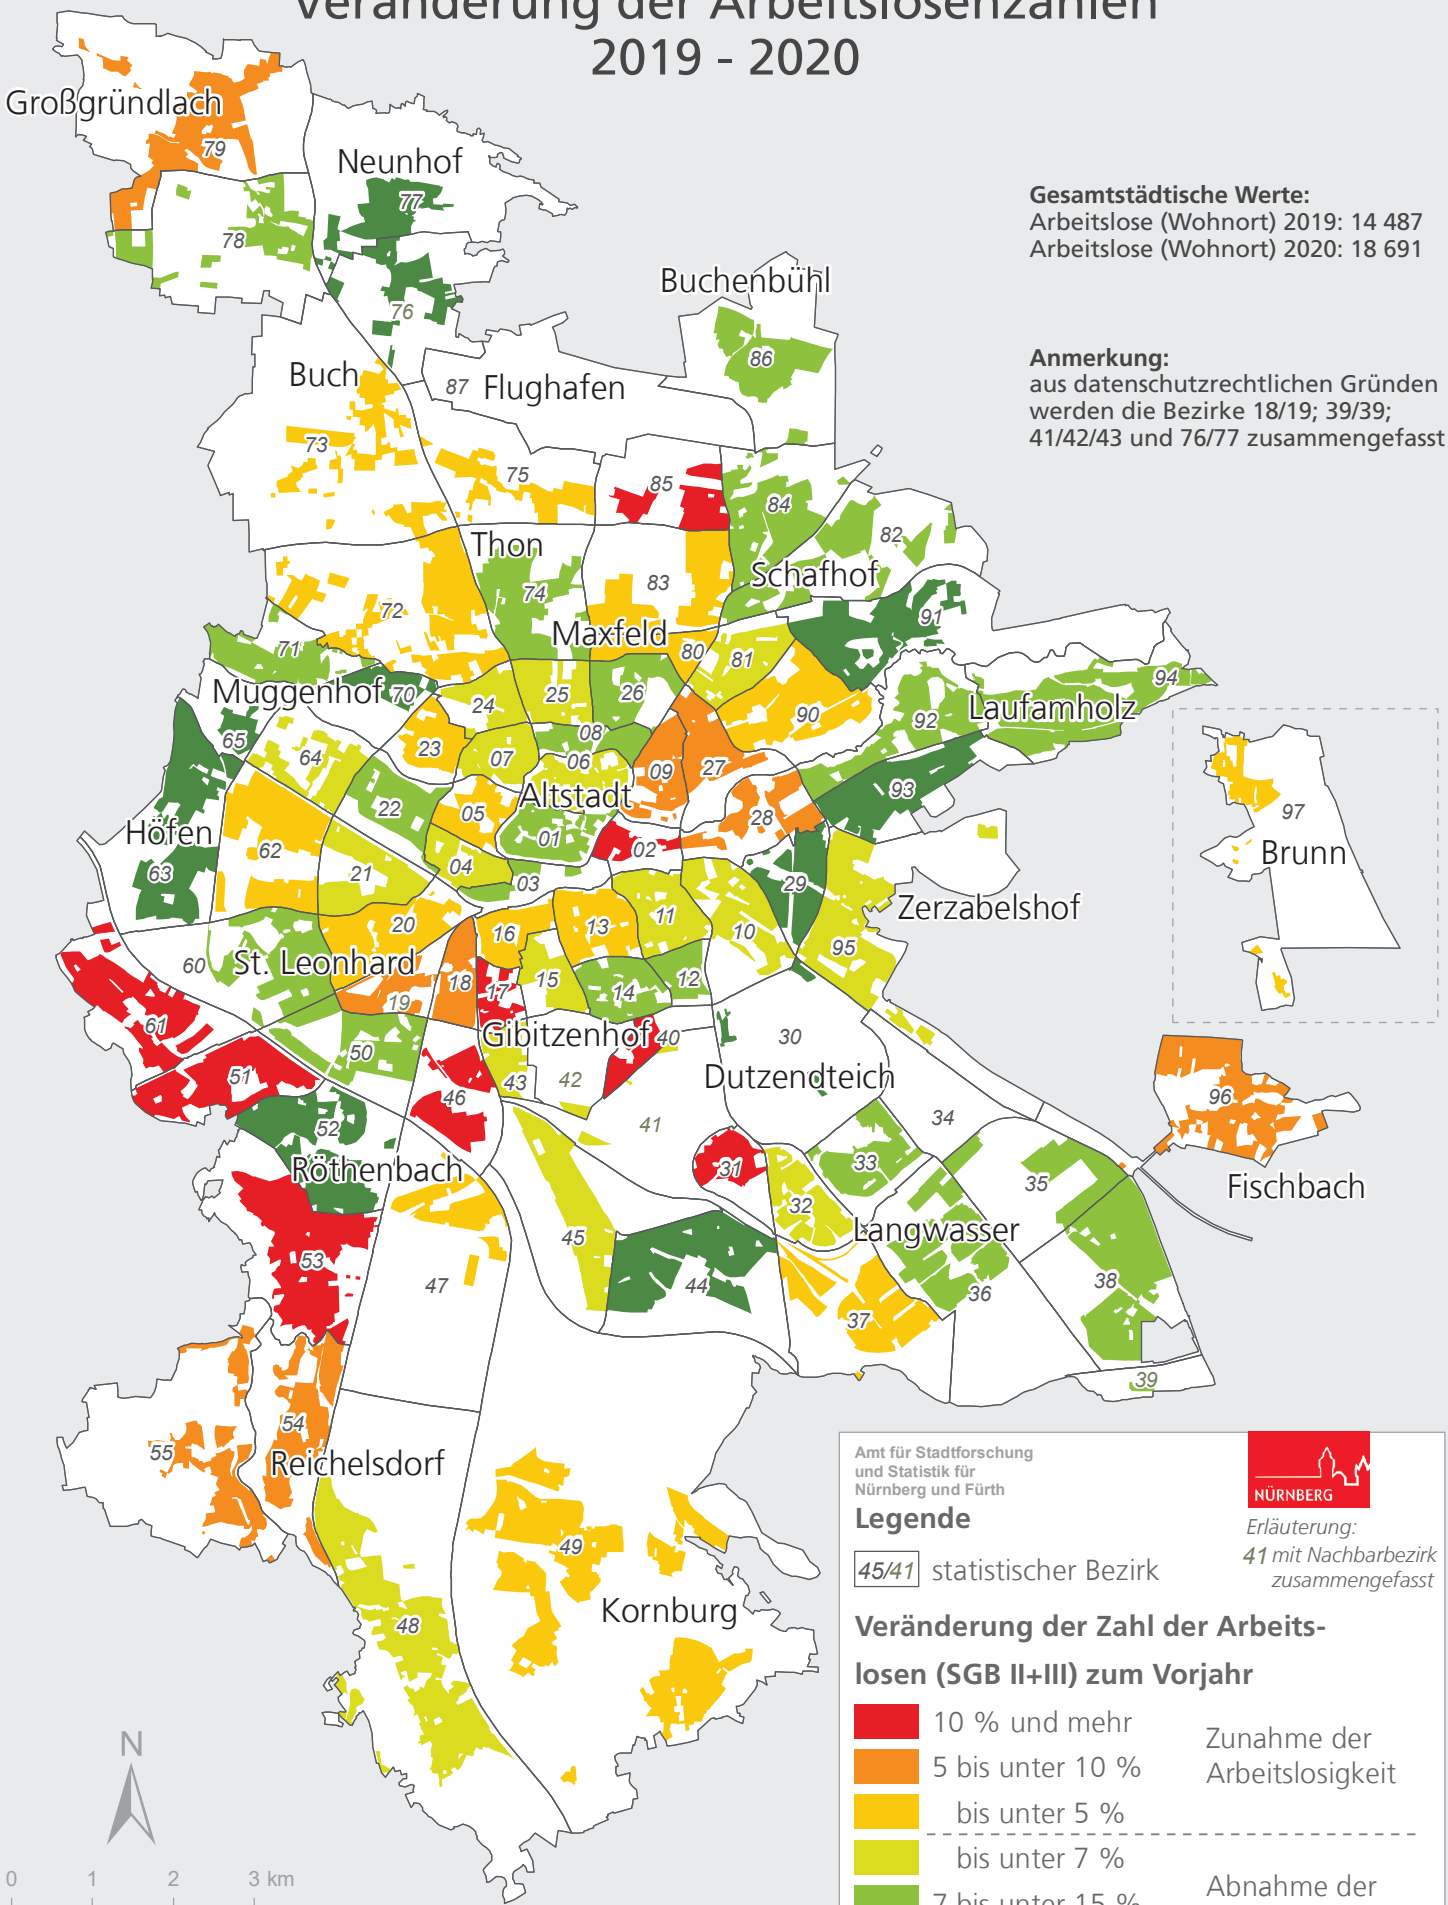 Veränderung der Arbeitslosenzahlen
2019 - 2020
Großgründlach
79
Neunhof
77
78
76
Gesamtstädtische Werte:
Arbeitslose (Wohnort) 2019: 14 487
Arbeitslose (Wohnort) 2020: 18 691
Buchenbühl
86
Anmerkung:
aus datenschutzrechtlichen Gründen
werden die Bezirke 18/19; 39/39;
41/42/43 und 76/77 zusammengefasst
Buch
87 Flughafen
73
75
85
84
82
Thon
74
83
Schafhof
72
91
Maxfeld
71
80
81
94
Muggenhof 70
24
25
26
90
92
Laufamholz
65
64
23
07
08
06
09
27
93
97
Altstadt
22
05
28
Höfen
01
02
Brunn
62
63
21
04
03
29
Zerzabelshof
20
16
13
11
10
95
60
St. Leonhard
18
19
17
15
14
12
61
Gibitzenhof 40
30
50
51
43
42
Dutzendteich
46
41
34
96
52
Röthenbach
31
33
35
Fischbach
32
Langwasser
45
53
47
44
36
38
37
39
54
55
Reichelsdorf
49
Kornburg
48
Amt für Stadtforschung
und Statistik für
Nürnberg und Fürth
NÜRNBERG
Legende
Erläuterung:
41 mit Nachbarbezirk
zusammengefasst
45/41 statistischer Bezirk
Veränderung der Zahl der Arbeits-
losen (SGB II+III) zum Vorjahr
10 % und mehr
5 bis unter 10 %
bis unter 5 %
Zunahme der
Arbeitslosigkeit
bis unter 7 %
7 bis unter 15 %
Abnahme der
N
0 1 2 3 km